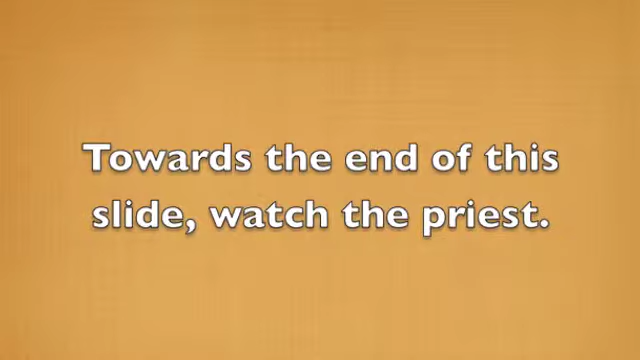 Towards the end of this
slide, watch the priest.